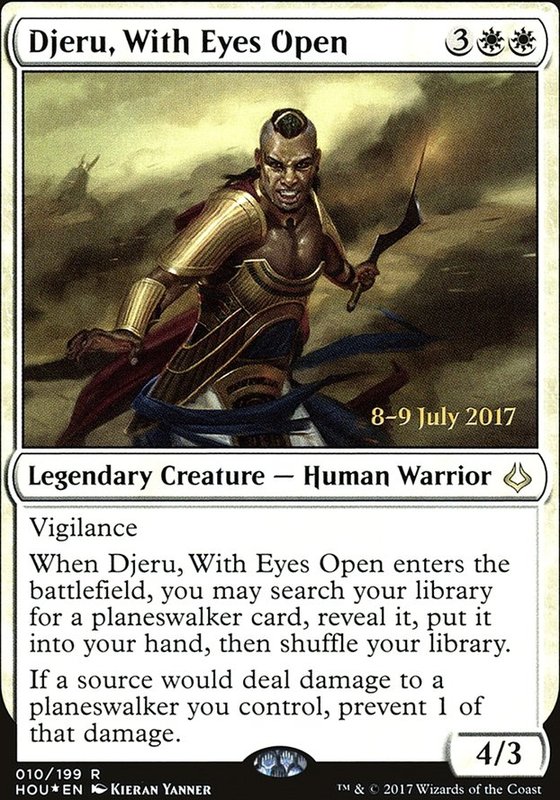 Djeru, With Eyes Open 3
8–9 July 2017
Legendary Creature — Human Warrior
Vigilance
When Djeru, With Eyes Open enters the
battlefield, you may search your library
for a planeswalker card, reveal it, put it
into your hand, then shuffle your library.
If a source would deal damage to a
planeswalker you control, prevent 1 of
that damage.
4/3
010/199 R
HOU★EN Kieran Yanner
™ & © 2017 Wizards of the Coast